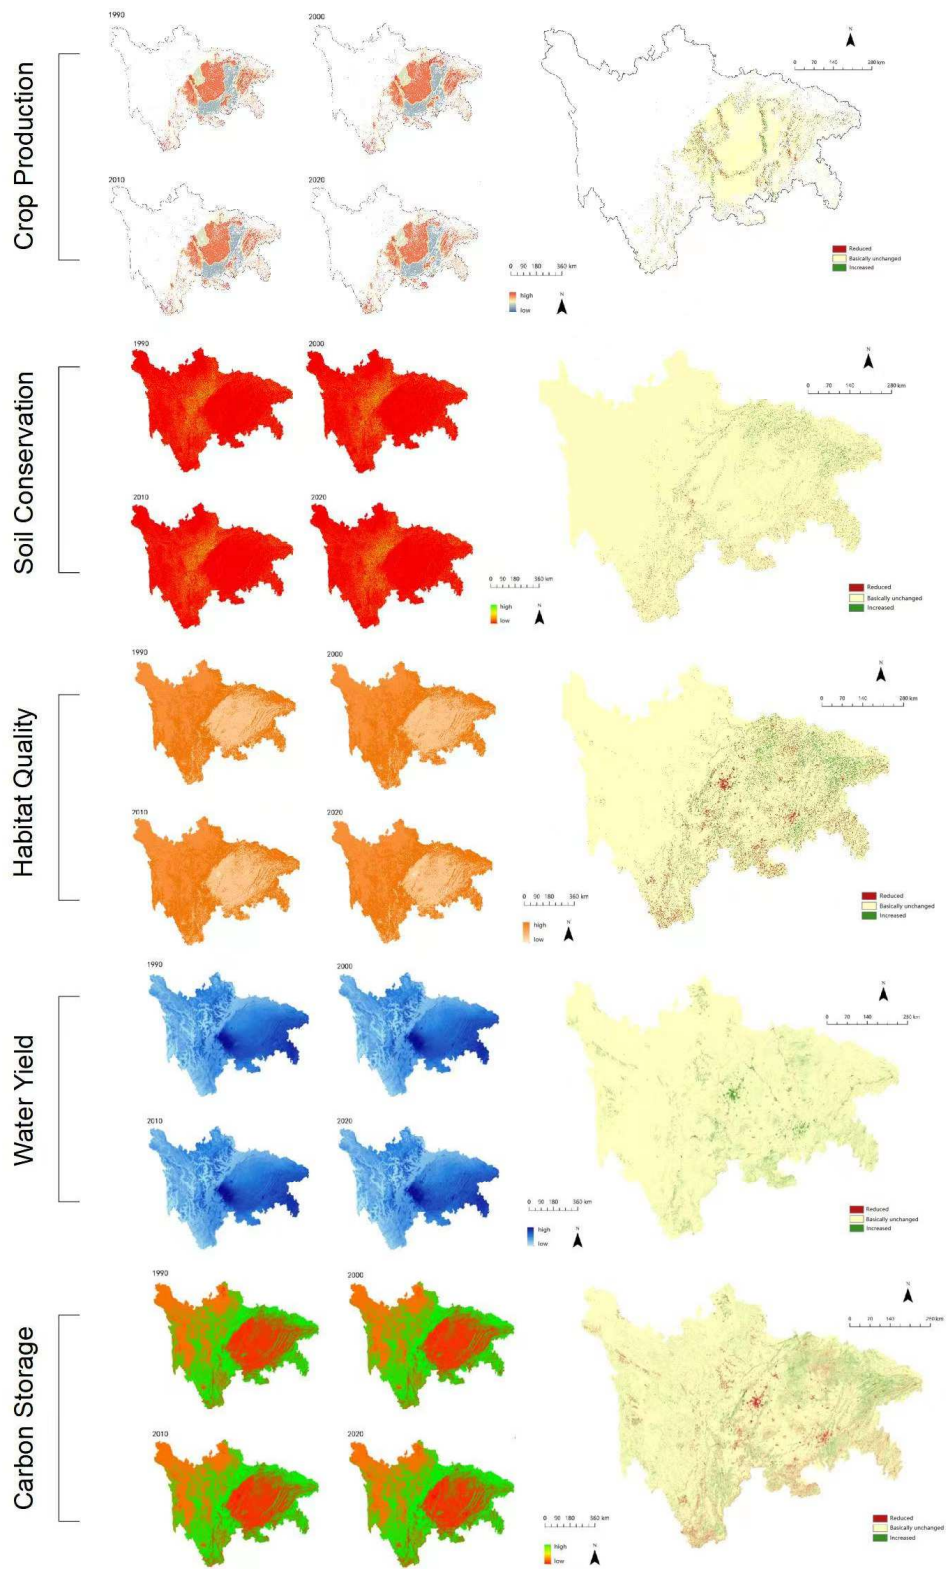 Crop Production
1990
2000
2010
2020
0 90 180 360 km
high
low
N
N
0 70 140 280 km
Reduced
Basically unchanged
Increased
Soil Conservation
1990
2000
2010
2020
0 90 180 360 km
high
low
N
N
0 70 140 280 km
Reduced
Basically unchanged
Increased
Habitat Quality
1990
2000
2010
2020
0 90 180 360 km
high
low
N
N
0 70 140 280 km
Reduced
Basically unchanged
Increased
Water Yield
1990
2000
2010
2020
0 90 180 360 km
high
low
N
N
0 70 140 280 km
Reduced
Basically unchanged
Increased
Carbon Storage
1990
2000
2010
2020
0 90 180 360 km
high
low
N
N
0 70 140 280 km
Reduced
Basically unchanged
Increased